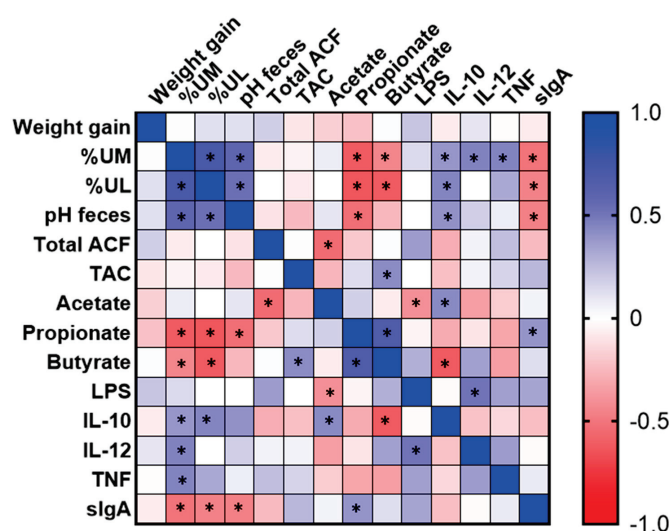 Weight gain
%UM
%UL
pH feces
Total ACF
TAC
Acetate
Propionate
Butyrate
LPS
IL-10
IL-12
TNF
sIgA
Weight gain
%UM * * * * * * * *
%UL * * * * * *
pH feces * * * * *
Total ACF *
TAC *
Acetate * * *
Propionate * * * * *
Butyrate * * * * *
LPS * *
IL-10 * * * *
IL-12 * *
TNF *
sIgA * * * *
1.0
0.5
0
-0.5
-1.0